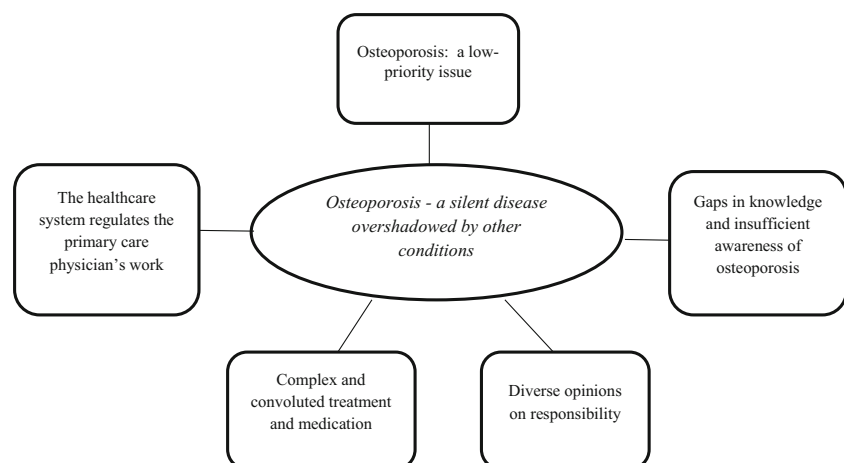 Osteoporosis: a low-
priority issue
The healthcare
system regulates the
primary care
physician's work
Osteoporosis - a silent disease
overshadowed by other
conditions
Gaps in knowledge
and insufficient
awareness of
osteoporosis
Complex and
convoluted treatment
and medication
Diverse opinions
on responsibility